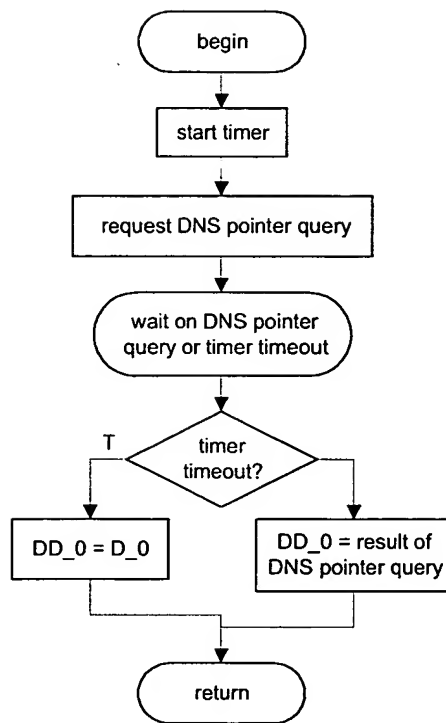 begin
start timer
request DNS pointer query
wait on DNS pointer
query or timer timeout
T
timer
timeout?
DD_0 = D_0
DD_0 = result of
DNS pointer query
return